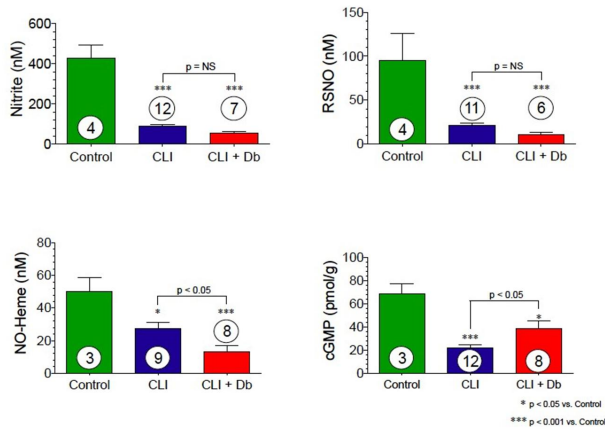 Nitrite (nM)
600
400
200
0
p = NS
***
***
4
12
7
Control
CLI
CLI + Db
RSNO (nM)
150
100
50
0
p = NS
***
***
4
11
6
Control
CLI
CLI + Db
NO-Heme (nM)
80
60
40
20
0
p < 0.05
*
***
3
9
8
Control
CLI
CLI + Db
cGMP (pmol/g)
100
80
60
40
20
0
p < 0.05
***
*
3
12
8
Control
CLI
CLI + Db
* p < 0.05 vs. Control
*** p < 0.001 vs. Control